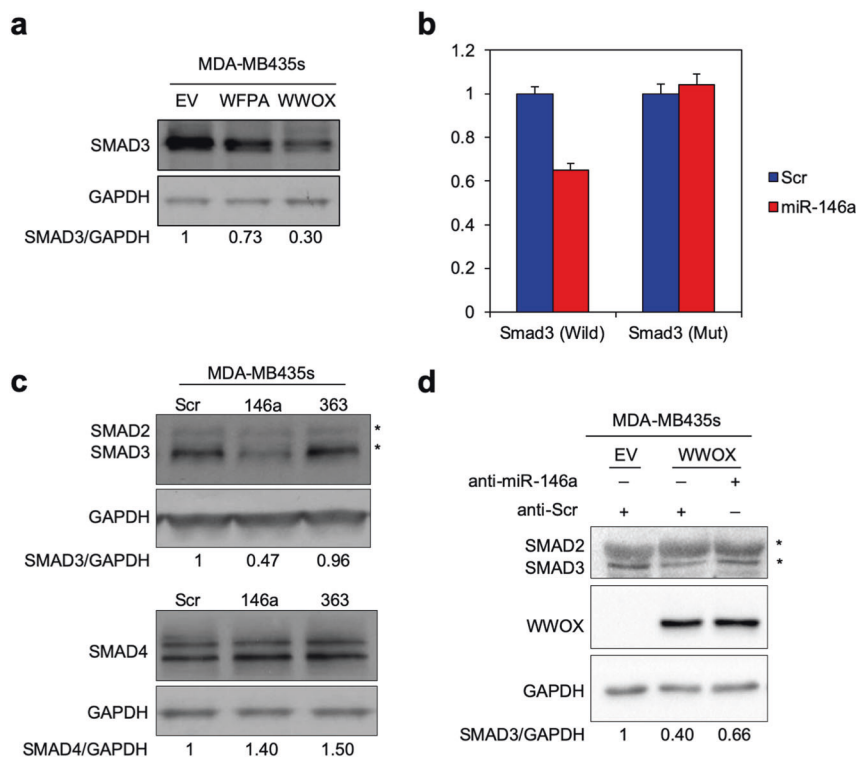 a
MDA-MB435s
EV WFPA WWOX
SMAD3
GAPDH
SMAD3/GAPDH 1 0.73 0.30
b
1.2
1
0.8
0.6
0.4
0.2
0
Smad3 (Wild) Smad3 (Mut)
Scr
miR-146a
c
MDA-MB435s
Scr 146a 363
SMAD2 *
SMAD3 *
GAPDH
SMAD3/GAPDH 1 0.47 0.96
Scr 146a 363
SMAD4
GAPDH
SMAD4/GAPDH 1 1.40 1.50
d
MDA-MB435s
EV WWOX
anti-miR-146a – – +
anti-Scr + + –
SMAD2 *
SMAD3 *
WWOX
GAPDH
SMAD3/GAPDH 1 0.40 0.66